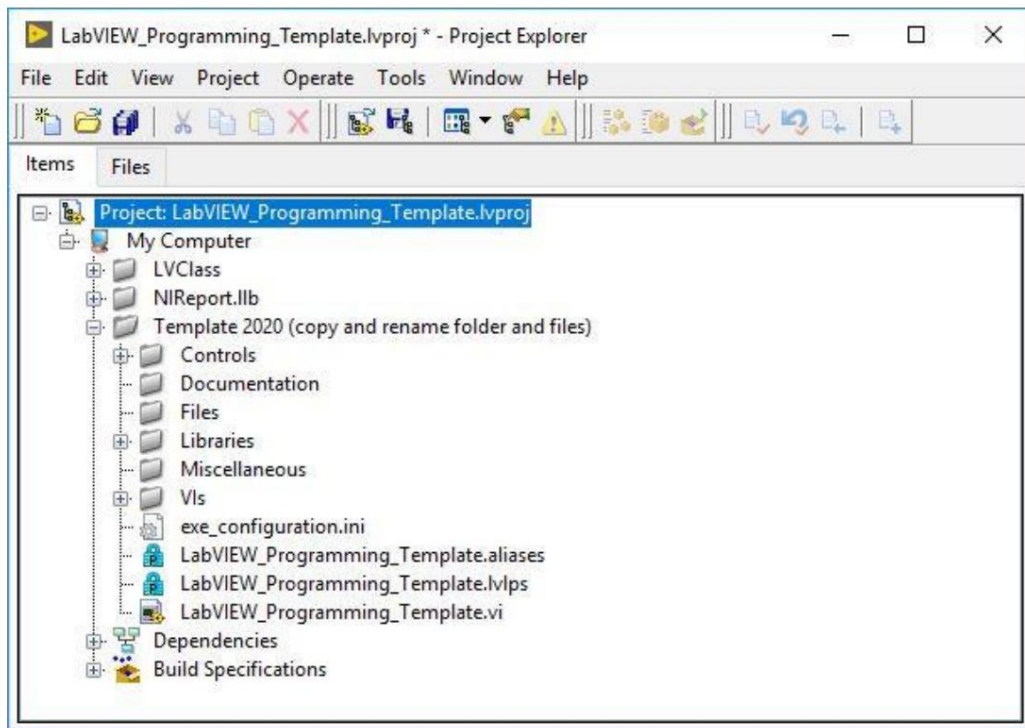 LabVIEW_Programming_Template.lvproj * - Project Explorer
File Edit View Project Operate Tools Window Help
Items Files
Project: LabVIEW_Programming_Template.lvproj
My Computer
LVClass
NIReport.llb
Template 2020 (copy and rename folder and files)
Controls
Documentation
Files
Libraries
Miscellaneous
VIs
exe_configuration.ini
LabVIEW_Programming_Template.aliases
LabVIEW_Programming_Template.lvlps
LabVIEW_Programming_Template.vi
Dependencies
Build Specifications